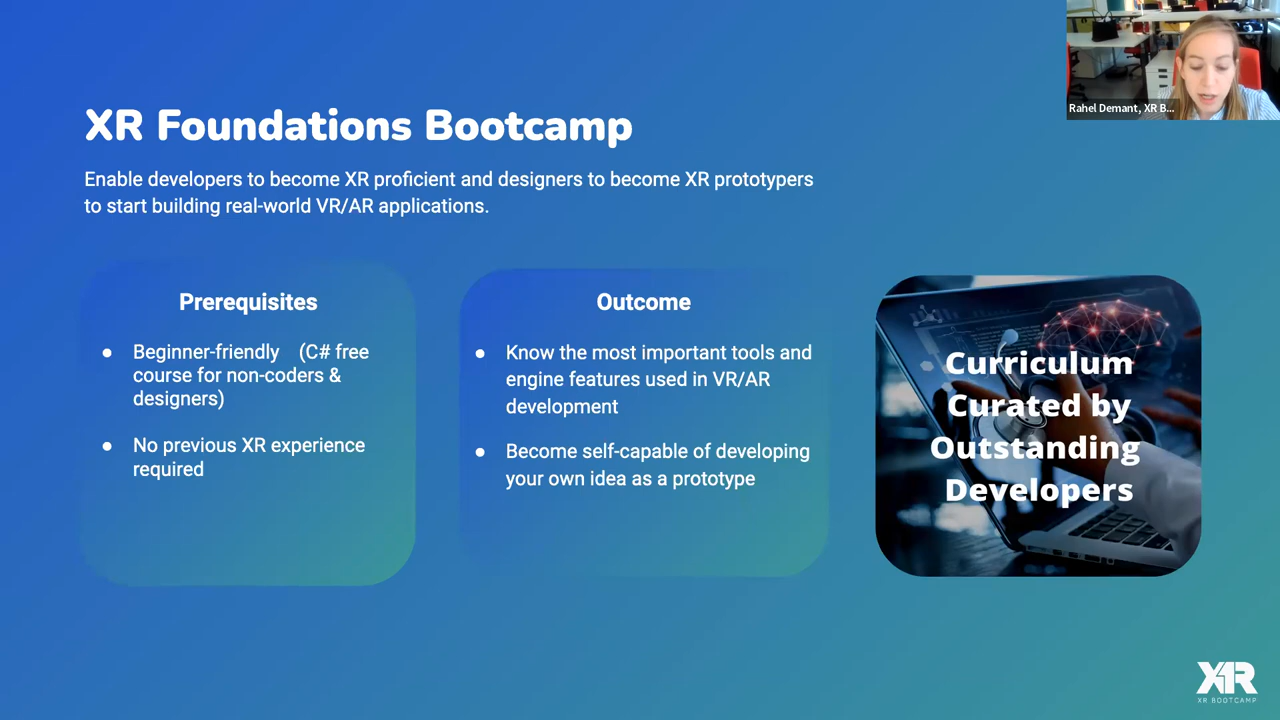 Rahel Demant, XR B...
XR Foundations Bootcamp
Enable developers to become XR proficient and designers to become XR prototypers
to start building real-world VR/AR applications.
Prerequisites
● Beginner-friendly (C# free
course for non-coders &
designers)
● No previous XR experience
required
Outcome
● Know the most important tools and
engine features used in VR/AR
development
● Become self-capable of developing
your own idea as a prototype
Curriculum
Curated by
Outstanding
Developers
XR
XR BOOTCAMP